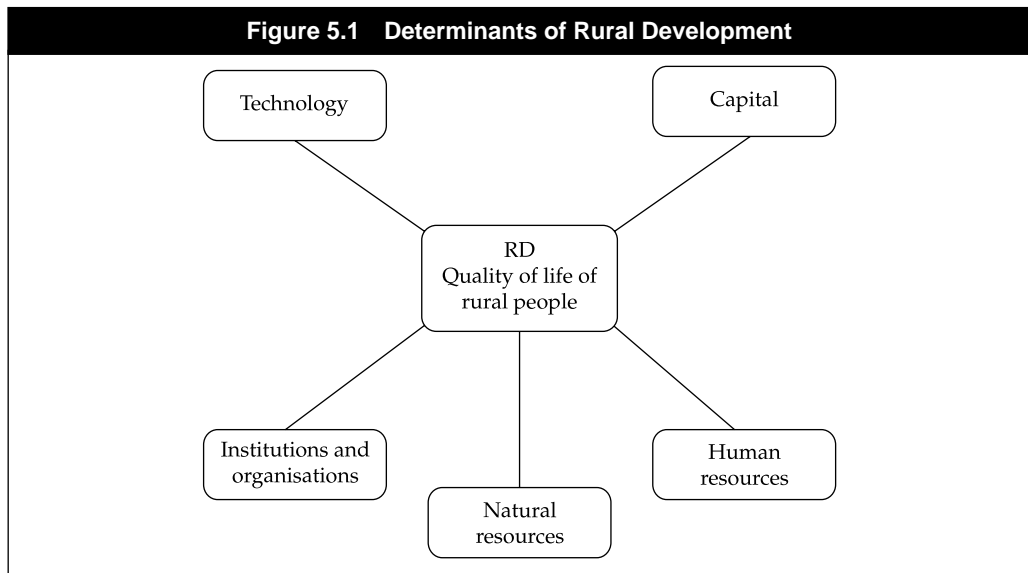 Figure 5.1 Determinants of Rural Development
Technology
Capital
RD
Quality of life of
rural people
Institutions and
organisations
Human
resources
Natural
resources